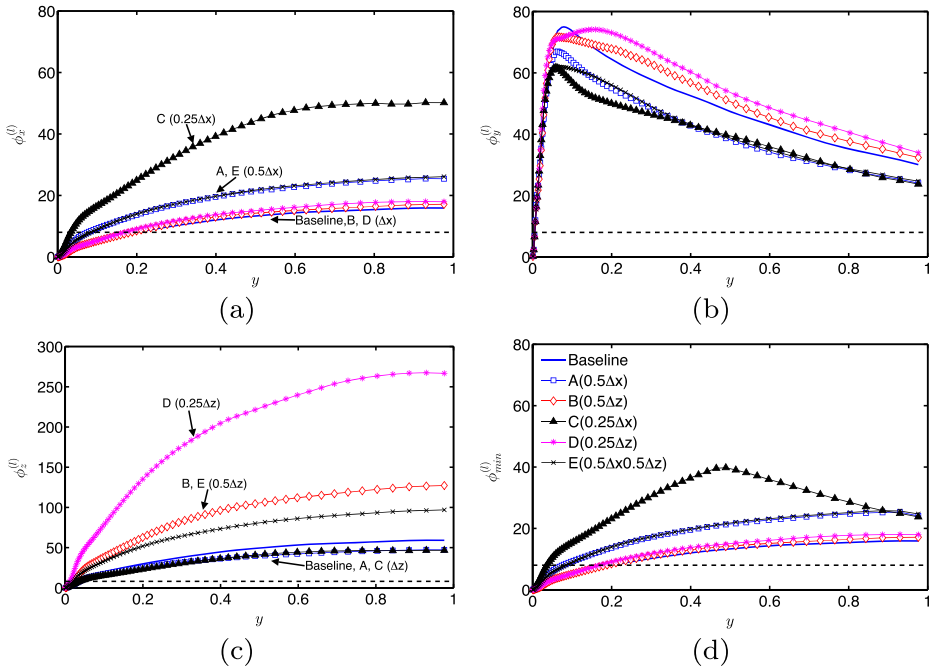 80
60
40
20
0
0
0.2
0.4
0.6
0.8
1
ϕ_x^(l)
y
C (0.25Δx)
A, E (0.5Δx)
Baseline,B, D (Δx)
(a)
80
60
40
20
0
0
0.2
0.4
0.6
0.8
1
ϕ_y^(l)
y
(b)
300
250
200
150
100
50
0
0
0.2
0.4
0.6
0.8
1
ϕ_z^(l)
y
D (0.25Δz)
B, E (0.5Δz)
Baseline, A, C (Δz)
(c)
80
60
40
20
0
0
0.2
0.4
0.6
0.8
1
ϕ_min^(l)
y
Baseline
A(0.5Δx)
B(0.5Δz)
C(0.25Δx)
D(0.25Δz)
E(0.5Δx0.5Δz)
(d)